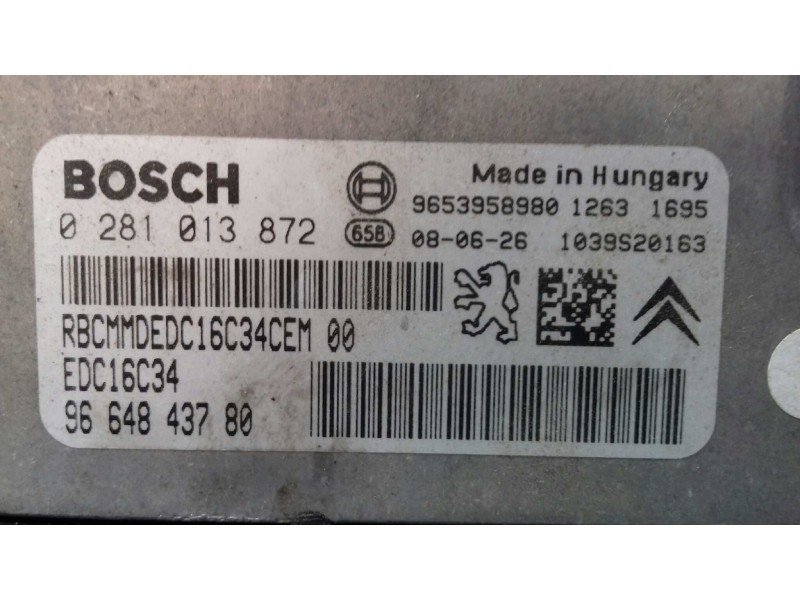 BOSCH
Made in Hungary
9653958980 1263 1695
0 281 013 872
658
08-06-26 1039S20163
RBCMMDEDC16C34CEM 00
EDC16C34
96 648 437 80